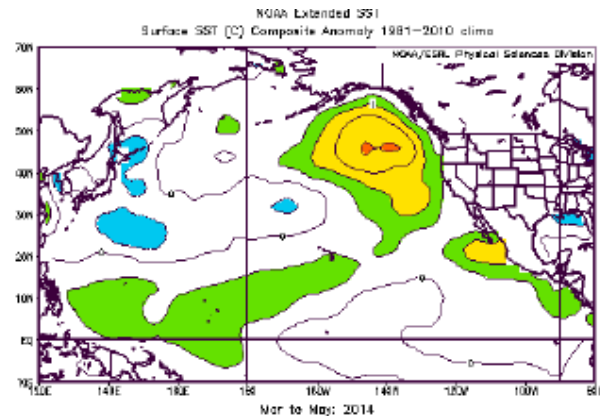 NOAA Extended SST
Surface SST (C) Composite Anomaly 1981-2010 climo
NOAA/ESRL Physical Sciences Division
70N
60N
50N
40N
30N
20N
10N
EQ
10S
120E 140E 160E 180 160W 140W 120W 100W 80W
Mar to May: 2014